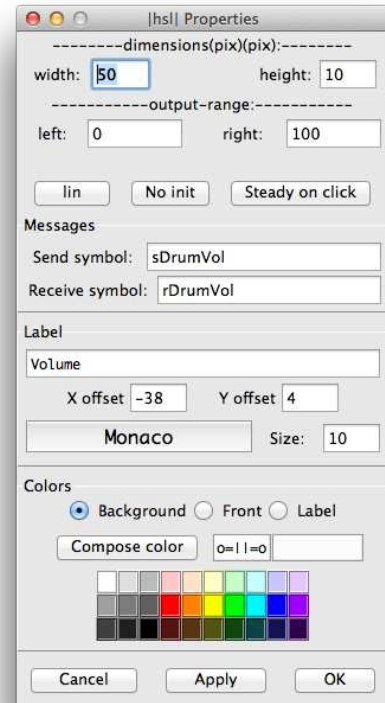 |hsl| Properties
--------dimensions(pix)(pix):--------
width: 50 height: 10
-----------output-range:-----------
left: 0 right: 100
lin No init Steady on click
Messages
Send symbol: sDrumVol
Receive symbol: rDrumVol
Label
Volume
X offset -38 Y offset 4
Monaco Size: 10
Colors
Background Front Label
Compose color o=||=o
Cancel Apply OK